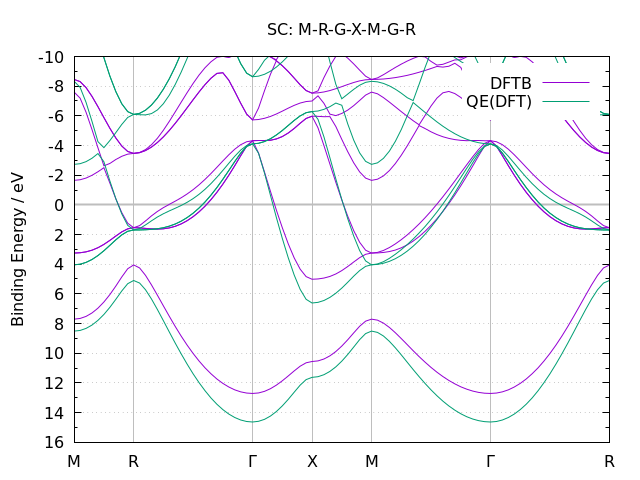 SC: M-R-G-X-M-G-R
DFTB
QE(DFT)
Binding Energy / eV
-10
-8
-6
-4
-2
0
2
4
6
8
10
12
14
16
M R Γ X M Γ R